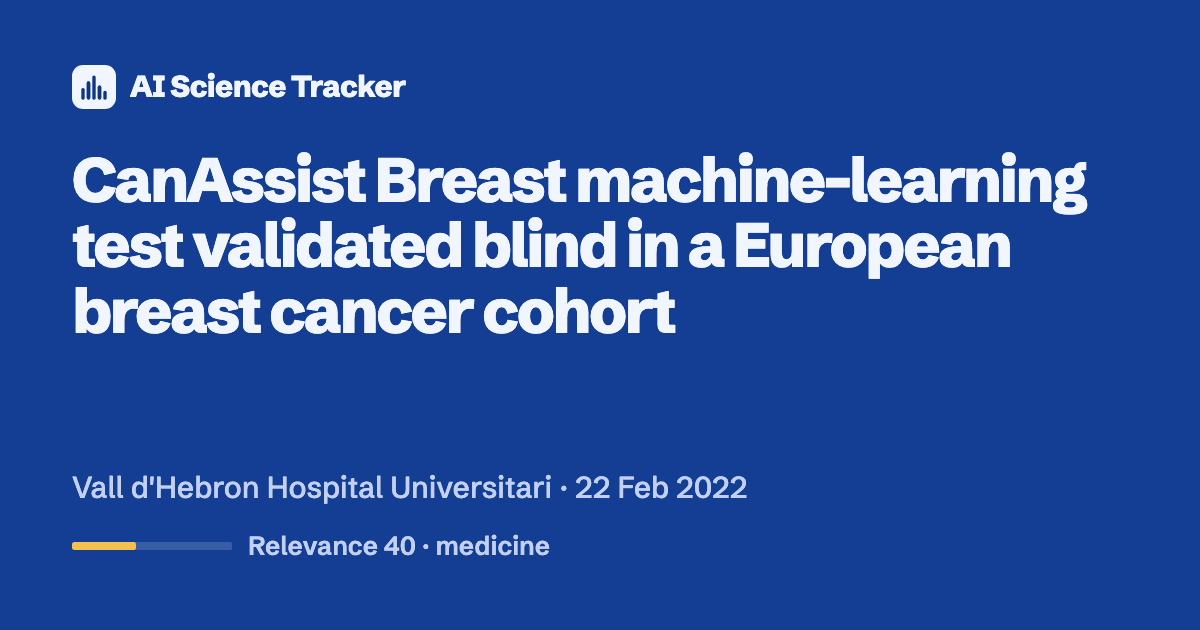 AI Science Tracker
CanAssist Breast machine-learning
test validated blind in a European
breast cancer cohort
Vall d'Hebron Hospital Universitari · 22 Feb 2022
Relevance 40 · medicine